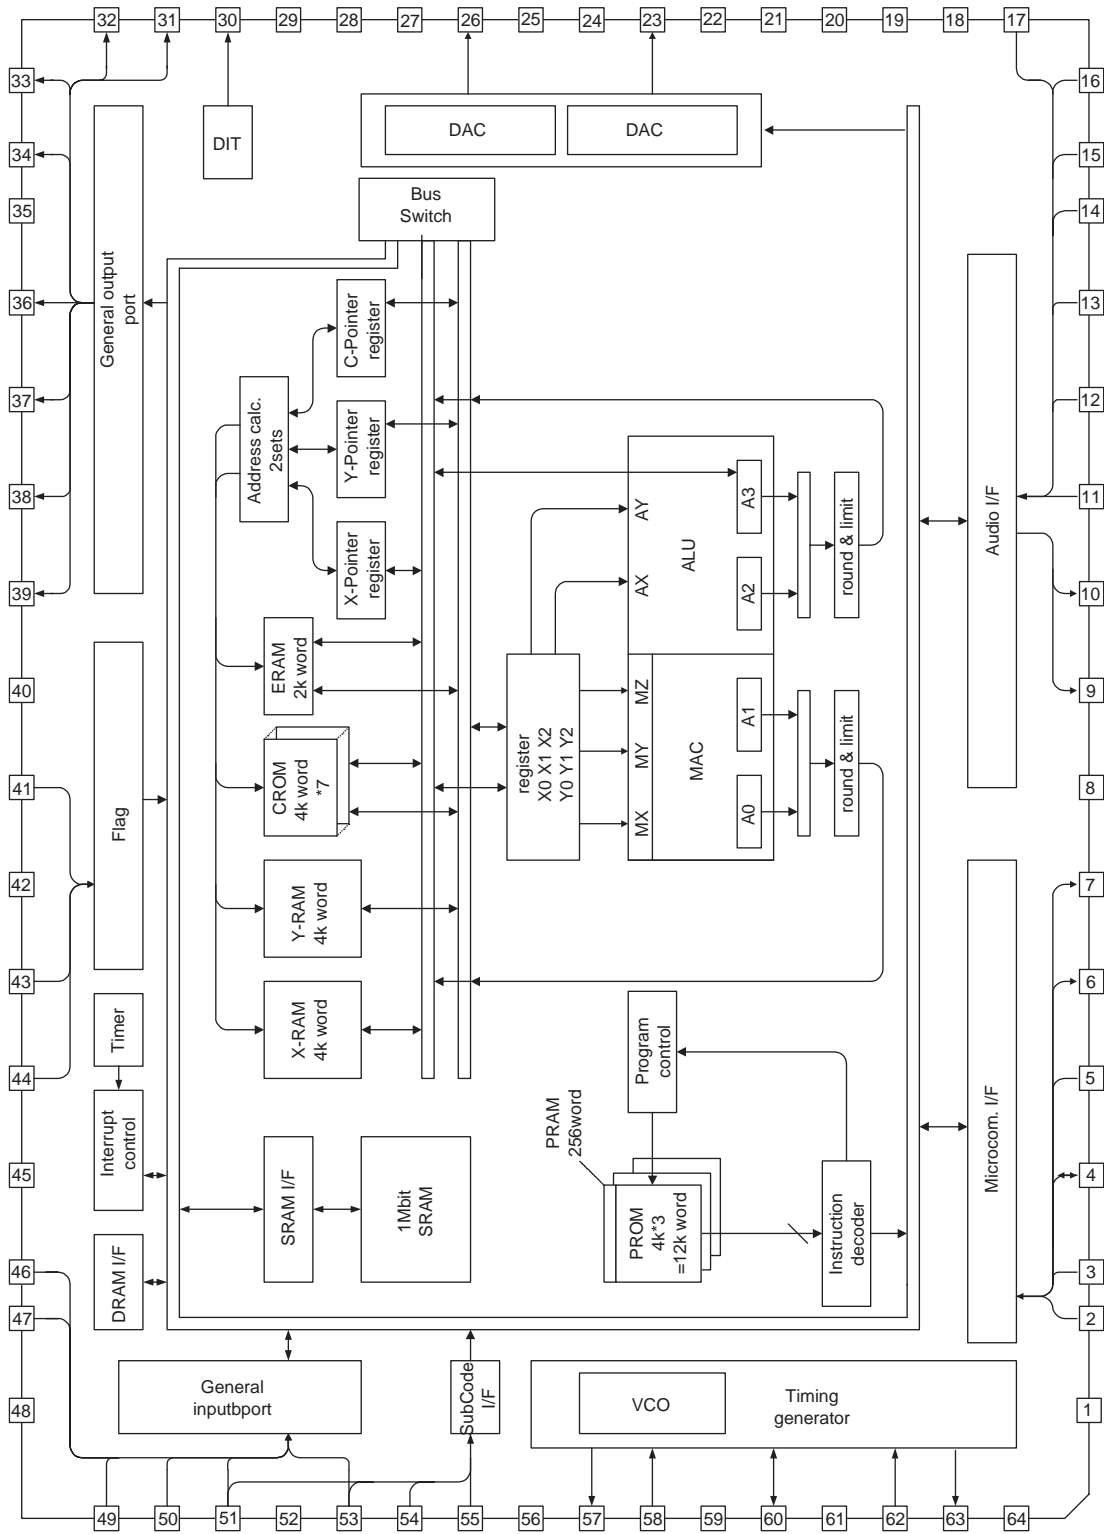 32
31
30
29
28
27
26
25
24
23
22
21
20
19
18
17
33
34
35
36
37
38
39
40
41
42
43
44
45
46
47
48
16
15
14
13
12
11
10
9
8
7
6
5
4
3
2
1
49
50
51
52
53
54
55
56
57
58
59
60
61
62
63
64
DIT
DAC
DAC
Bus
Switch
General output
port
C-Pointer
register
Address calc.
2sets
Y-Pointer
register
X-Pointer
register
ERAM
2k word
CROM
4k word
*7
Y-RAM
4k word
X-RAM
4k word
Flag
Timer
Interrupt
control
DRAM I/F
SRAM I/F
1Mbit
SRAM
register
X0 X1 X2
Y0 Y1 Y2
AY
AX
ALU
A3
A2
round & limit
MZ
MY
MX
MAC
A1
A0
round & limit
Audio I/F
Microcom. I/F
Program
control
PRAM
256word
PROM
4k*3
=12k word
Instruction
decoder
General
inputbport
SubCode
I/F
VCO
Timing
generator